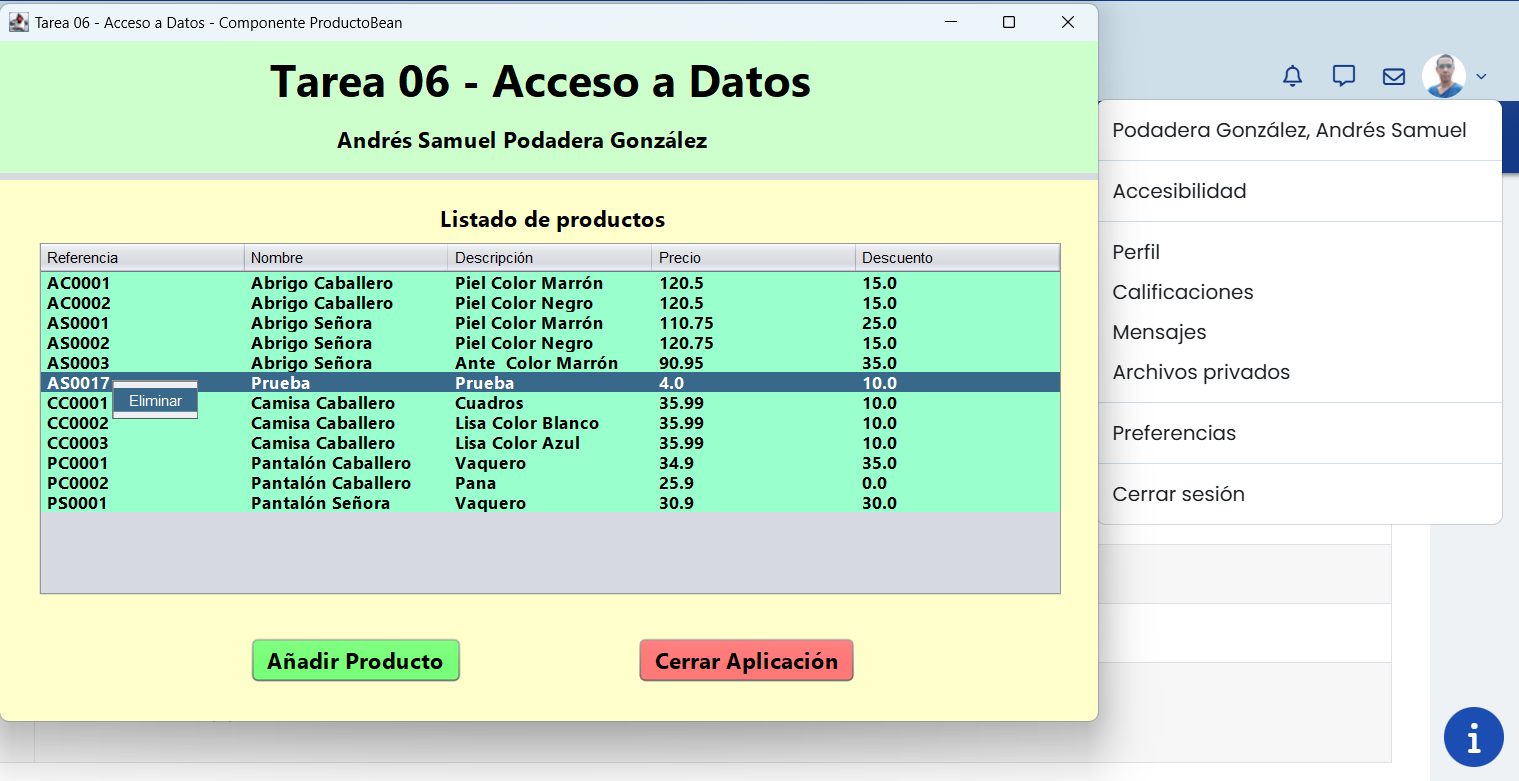 Tarea 06 - Acceso a Datos - Componente ProductoBean
Tarea 06 - Acceso a Datos
Andrés Samuel Podadera González
Listado de productos
Referencia Nombre Descripción Precio Descuento
AC0001 Abrigo Caballero Piel Color Marrón 120.5 15.0
AC0002 Abrigo Caballero Piel Color Negro 120.5 15.0
AS0001 Abrigo Señora Piel Color Marrón 110.75 25.0
AS0002 Abrigo Señora Piel Color Negro 120.75 15.0
AS0003 Abrigo Señora Ante  Color Marrón 90.95 35.0
AS0017 Prueba Prueba 4.0 10.0
Eliminar
CC0001 Camisa Caballero Cuadros 35.99 10.0
CC0002 Camisa Caballero Lisa Color Blanco 35.99 10.0
CC0003 Camisa Caballero Lisa Color Azul 35.99 10.0
PC0001 Pantalón Caballero Vaquero 34.9 35.0
PC0002 Pantalón Caballero Pana 25.9 0.0
PS0001 Pantalón Señora Vaquero 30.9 30.0
Añadir Producto Cerrar Aplicación
Podadera González, Andrés Samuel
Accesibilidad
Perfil
Calificaciones
Mensajes
Archivos privados
Preferencias
Cerrar sesión
i